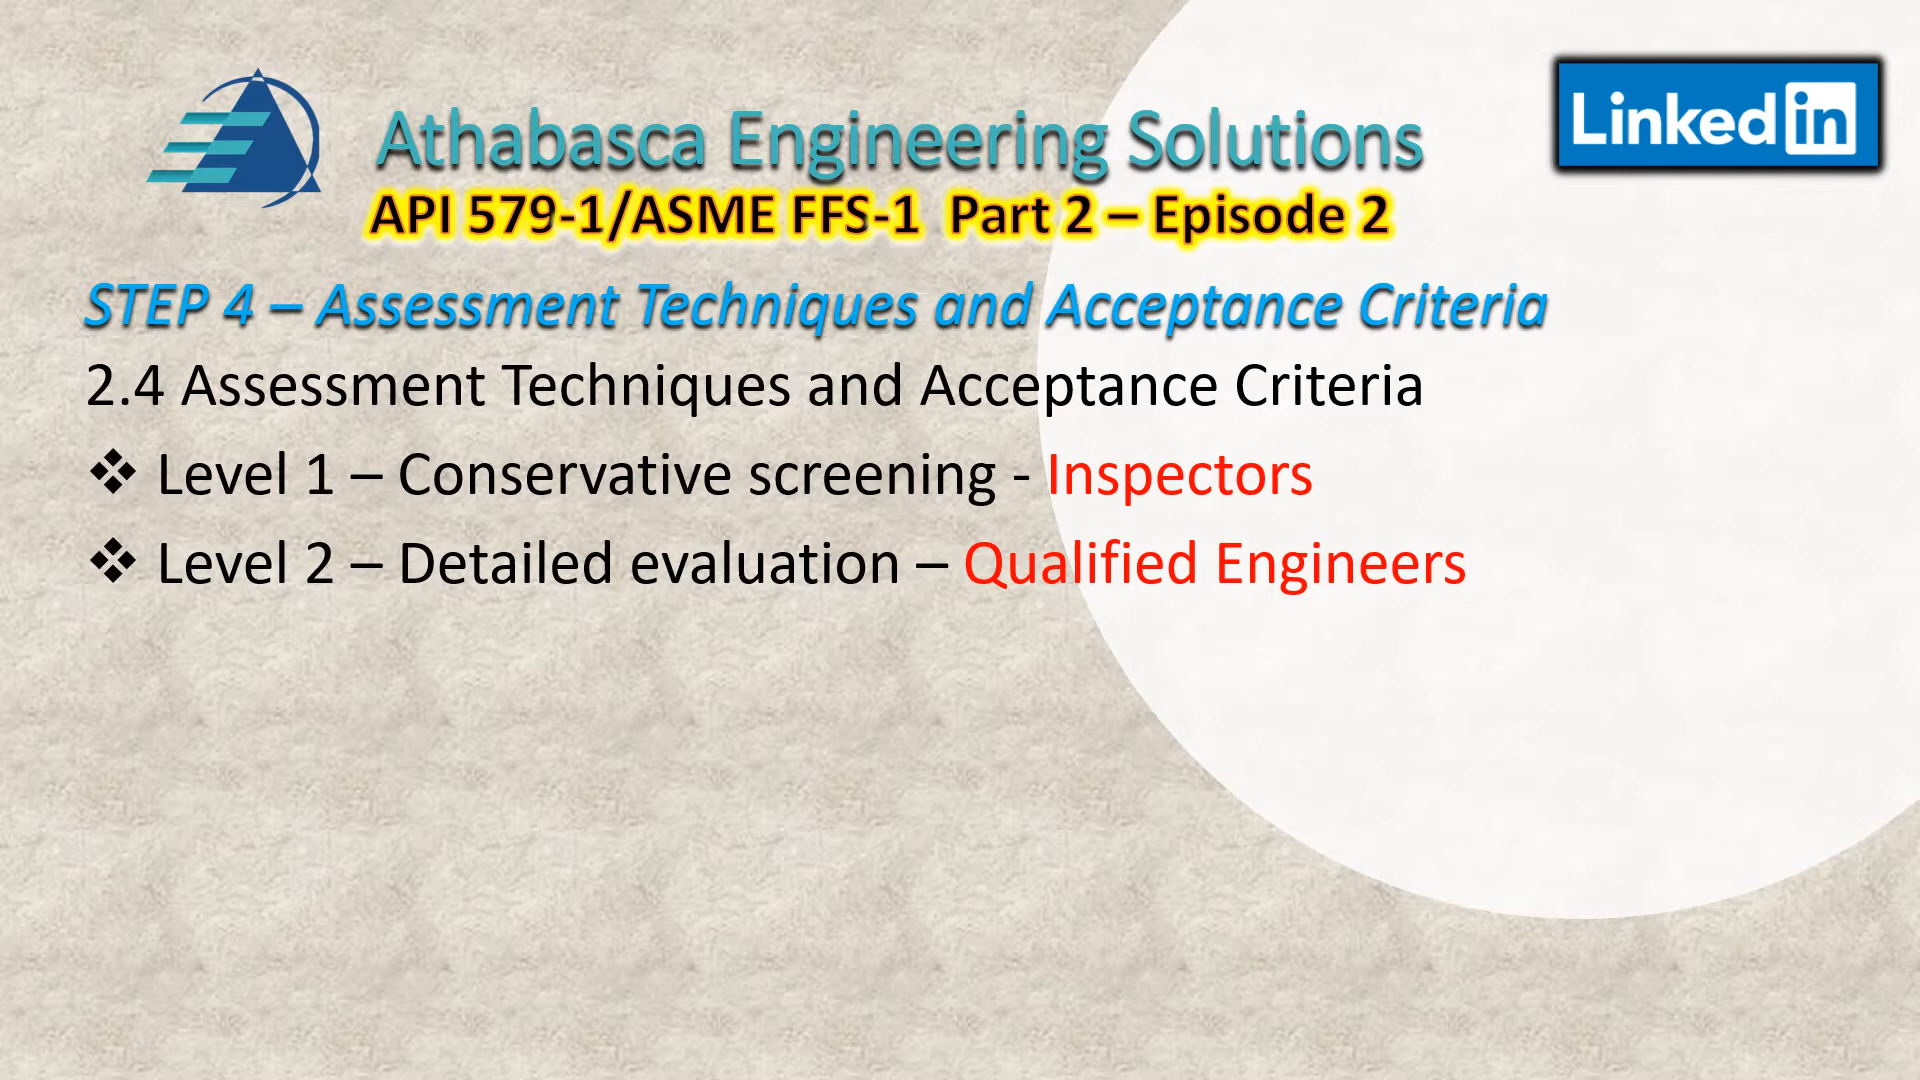 Linked in
Athabasca Engineering Solutions
API 579-1/ASME FFS-1 Part 2 – Episode 2
STEP 4 – Assessment Techniques and Acceptance Criteria
2.4 Assessment Techniques and Acceptance Criteria
❖ Level 1 – Conservative screening - Inspectors
❖ Level 2 – Detailed evaluation – Qualified Engineers